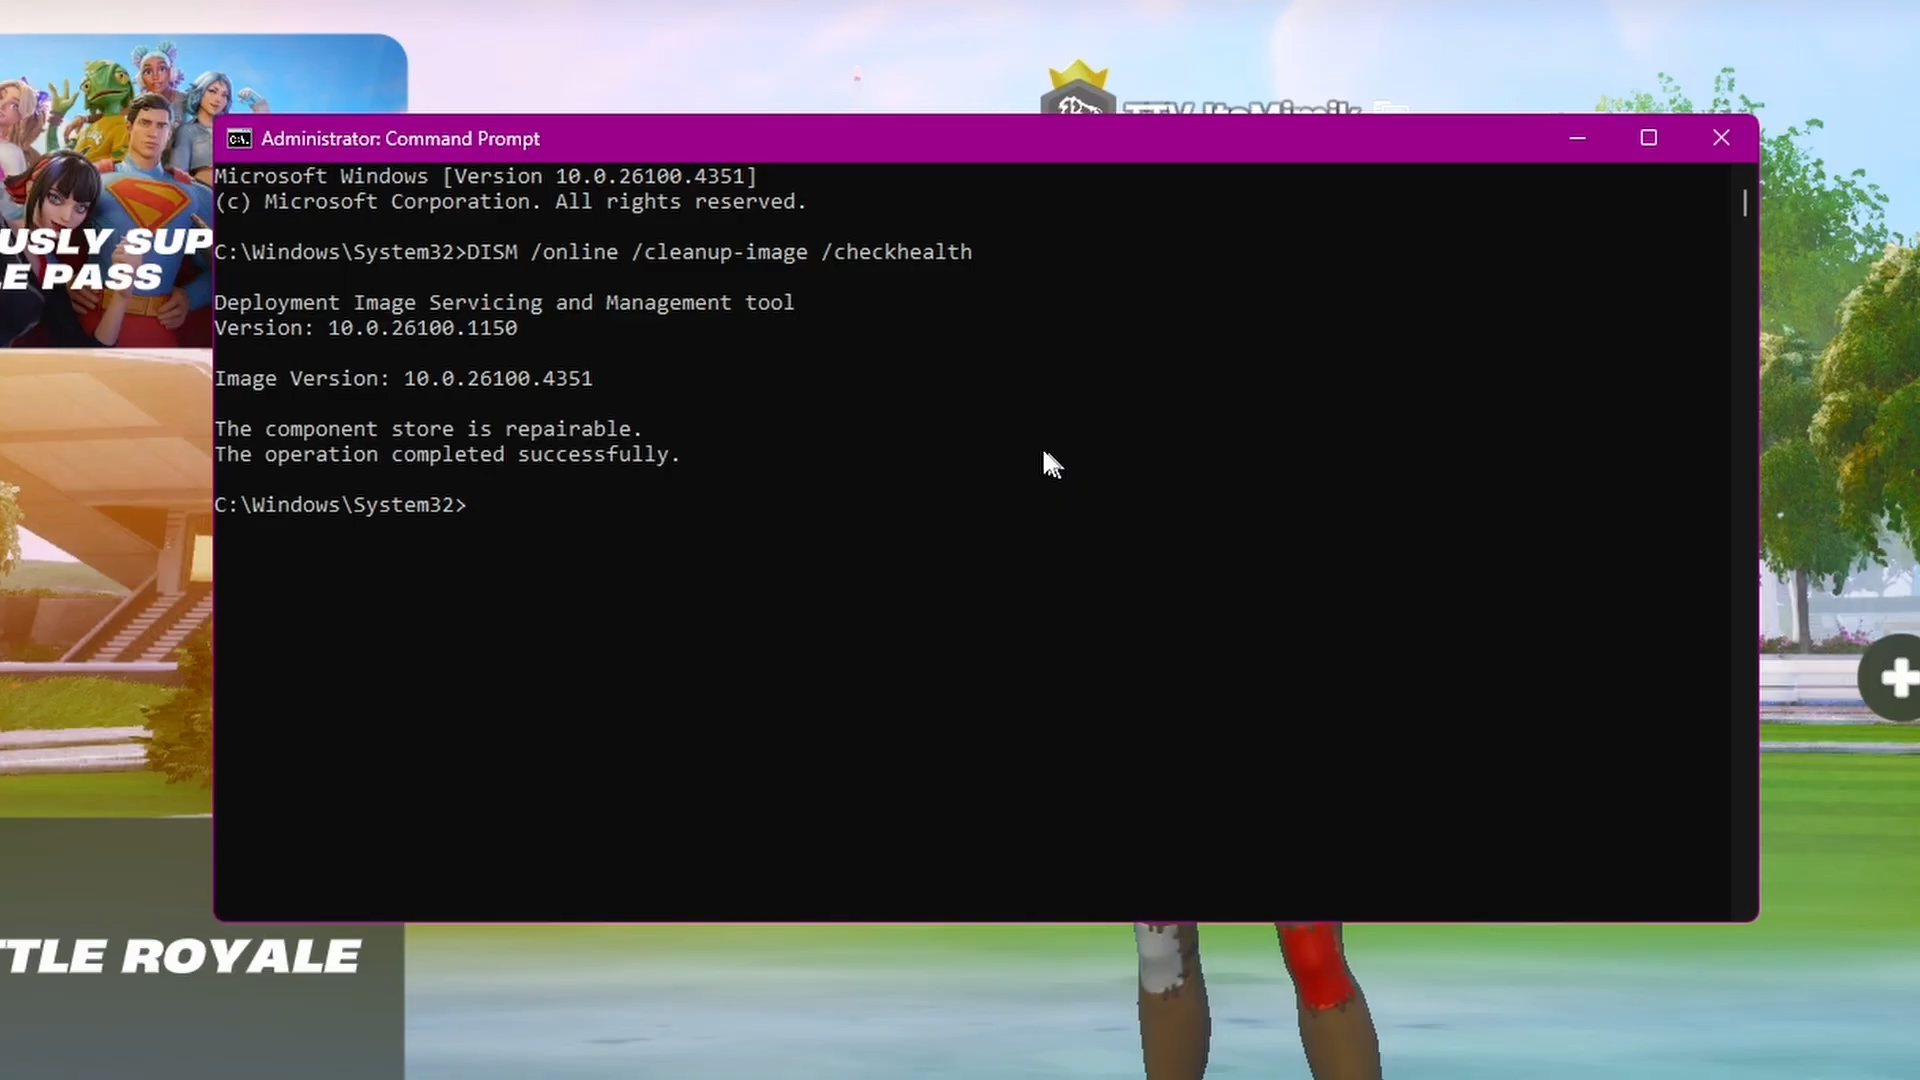 Administrator: Command Prompt
Microsoft Windows [Version 10.0.26100.4351]
(c) Microsoft Corporation. All rights reserved.
C:\Windows\System32>DISM /online /cleanup-image /checkhealth
Deployment Image Servicing and Management tool
Version: 10.0.26100.1150
Image Version: 10.0.26100.4351
The component store is repairable.
The operation completed successfully.
C:\Windows\System32>
USLY SUP
E PASS
TTLE ROYALE